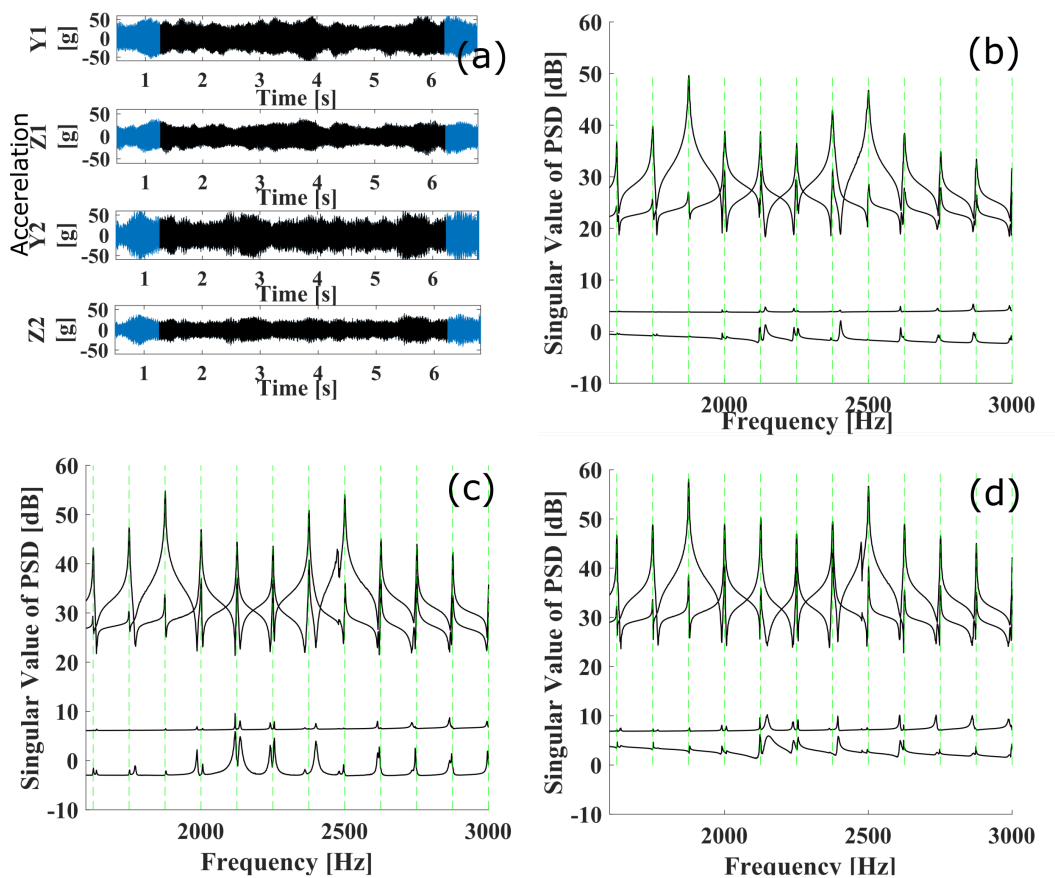 (a)
Accerelation
Y1
[g]
50
0
-50
1 2 3 4 5 6
Time [s]
Z1
[g]
50
0
-50
1 2 3 4 5 6
Time [s]
Y2
[g]
50
0
-50
1 2 3 4 5 6
Time [s]
Z2
[g]
50
0
-50
1 2 3 4 5 6
Time [s]
(b)
Singular Value of PSD [dB]
60
50
40
30
20
10
0
-10
2000 2500 3000
Frequency [Hz]
(c)
Singular Value of PSD [dB]
60
50
40
30
20
10
0
-10
2000 2500 3000
Frequency [Hz]
(d)
Singular Value of PSD [dB]
60
50
40
30
20
10
0
-10
2000 2500 3000
Frequency [Hz]